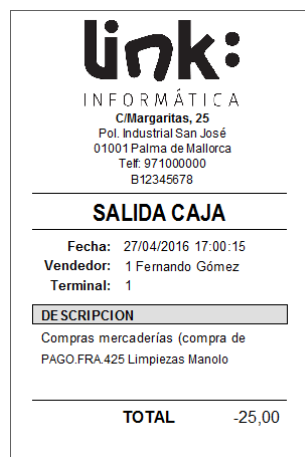 link:
INFORMÁTICA
C/Margaritas, 25
Pol. Industrial San José
01001 Palma de Mallorca
Telf: 971000000
B12345678
SALIDA CAJA
Fecha: 27/04/2016 17:00:15
Vendedor: 1 Fernando Gómez
Terminal: 1
DESCRIPCION
Compras mercaderías (compra de
PAGO.FRA.425 Limpiezas Manolo
TOTAL -25,00